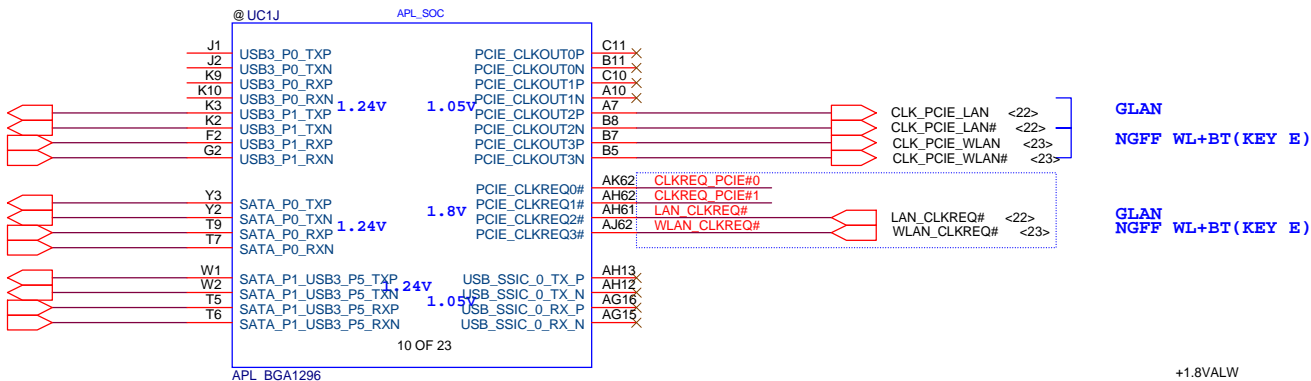 @ UC1J APL_SOC
J1 USB3_P0_TXP PCIE_CLKOUT0P C11
J2 USB3_P0_TXN PCIE_CLKOUT0N B11
K9 USB3_P0_RXP PCIE_CLKOUT1P C10
K10 USB3_P0_RXN 1.24V 1.05V PCIE_CLKOUT1N A10
K3 USB3_P1_TXP PCIE_CLKOUT2P A7 CLK_PCIE_LAN <22> GLAN
K2 USB3_P1_TXN PCIE_CLKOUT2N B8 CLK_PCIE_LAN# <22>
F2 USB3_P1_RXP PCIE_CLKOUT3P B7 CLK_PCIE_WLAN <23> NGFF WL+BT(KEY E)
G2 USB3_P1_RXN PCIE_CLKOUT3N B5 CLK_PCIE_WLAN# <23>
PCIE_CLKREQ0# AK62 CLKREQ_PCIE#0
Y3 SATA_P0_TXP 1.8V PCIE_CLKREQ1# AH62 CLKREQ_PCIE#1
Y2 SATA_P0_TXN 1.24V PCIE_CLKREQ2# AH61 LAN_CLKREQ# LAN_CLKREQ# <22> GLAN
T9 SATA_P0_RXP PCIE_CLKREQ3# AJ62 WLAN_CLKREQ# WLAN_CLKREQ# <23> NGFF WL+BT(KEY E)
T7 SATA_P0_RXN
W1 SATA_P1_USB3_P5_TXP USB_SSIC_0_TX_P AH13
W2 SATA_P1_USB3_P5_TXN 1.24V USB_SSIC_0_TX_N AH12
T5 SATA_P1_USB3_P5_RXP 1.05V USB_SSIC_0_RX_P AG16
T6 SATA_P1_USB3_P5_RXN USB_SSIC_0_RX_N AG15
10 OF 23
APL_BGA1296 +1.8VALW